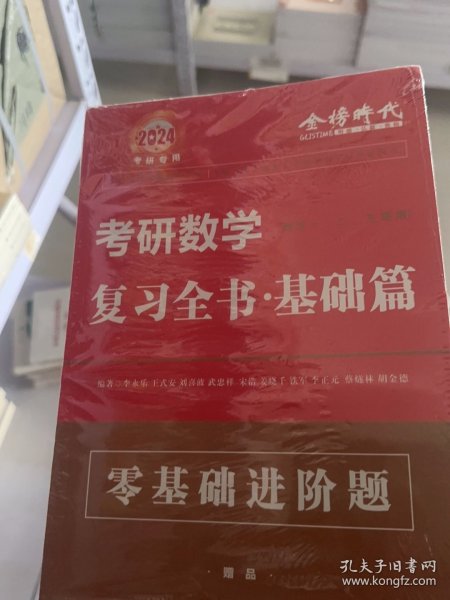 2024
考研专用
金榜時代
GLISTIME
考研数学
复习全书·基础篇
编著◎李永乐 王式安 刘喜波 武忠祥 宋浩 姜晓千 李正元 蔡燧林 胡金德
零基础进阶题
·赠品
孔夫子旧书网
www.kongfz.com